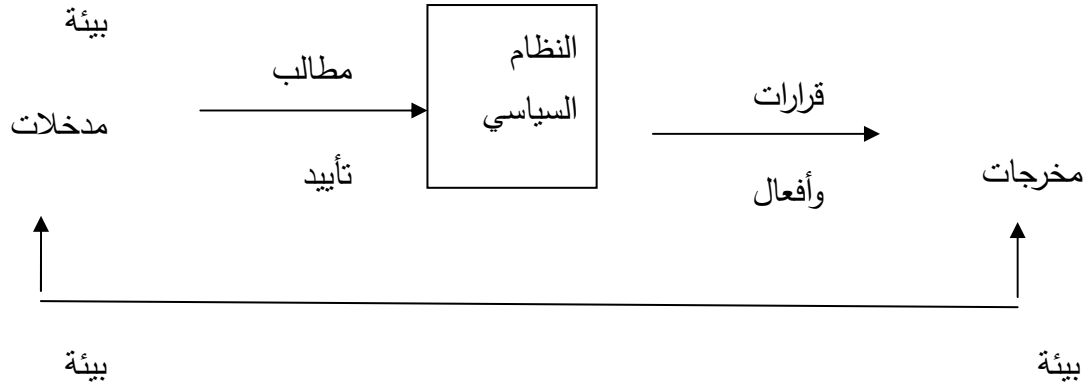 بيئة
النظام
السياسي
مطالب
قرارات
مدخلات
مخرجات
تأييد
وأفعال
بيئة
بيئة